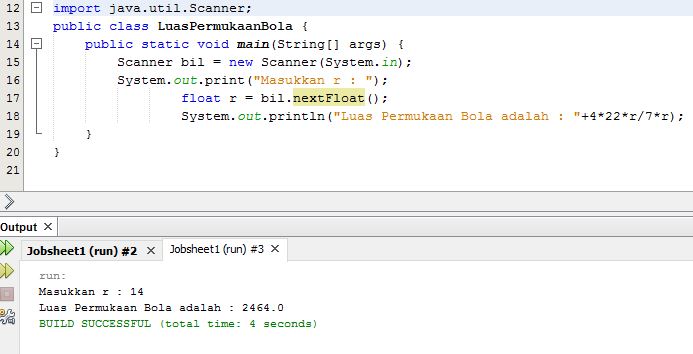 12 import java.util.Scanner;
13 public class LuasPermukaanBola {
14 public static void main(String[] args) {
15 Scanner bil = new Scanner(System.in);
16 System.out.print("Masukkan r : ");
17 float r = bil.nextFloat();
18 System.out.println("Luas Permukaan Bola adalah : "+4*22*r/7*r);
19 }
20 }
21
Output ×
Jobsheet1 (run) #2 × Jobsheet1 (run) #3 ×
run:
Masukkan r : 14
Luas Permukaan Bola adalah : 2464.0
BUILD SUCCESSFUL (total time: 4 seconds)